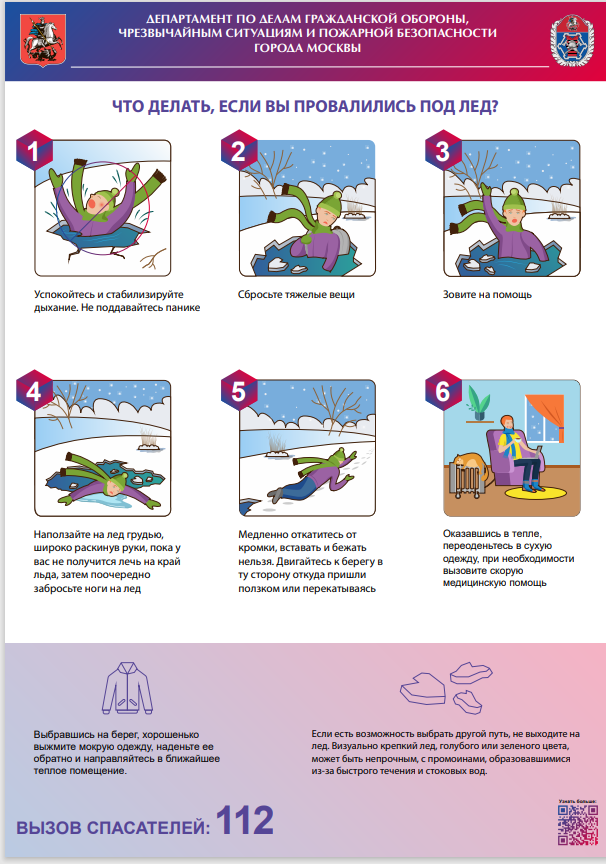 ДЕПАРТАМЕНТ ПО ДЕЛАМ ГРАЖДАНСКОЙ ОБОРОНЫ,
ЧРЕЗВЫЧАЙНЫМ СИТУАЦИЯМ И ПОЖАРНОЙ БЕЗОПАСНОСТИ
ГОРОДА МОСКВЫ
ЧТО ДЕЛАТЬ, ЕСЛИ ВЫ ПРОВАЛИЛИСЬ ПОД ЛЕД?
1
Успокойтесь и стабилизируйте
дыхание. Не поддавайтесь панике
2
Сбросьте тяжелые вещи
3
Зовите на помощь
4
Наползайте на лед грудью,
широко раскинув руки, пока у
вас не получится лечь на край
льда, затем поочередно
забросьте ноги на лед
5
Медленно откатитесь от
кромки, вставать и бежать
нельзя. Двигайтесь к берегу в
ту сторону откуда пришли
ползком или перекатываясь
6
Оказавшись в тепле,
переоденьтесь в сухую
одежду, при необходимости
вызовите скорую
медицинскую помощь
Выбравшись на берег, хорошенько
выжмите мокрую одежду, наденьте ее
обратно и направляйтесь в ближайшее
теплое помещение.
Если есть возможность выбрать другой путь, не выходите на
лед. Визуально крепкий лед, голубого или зеленого цвета,
может быть непрочным, с промоинами, образовавшимися
из-за быстрого течения и стоковых вод.
ВЫЗОВ СПАСАТЕЛЕЙ: 112
Узнать больше: